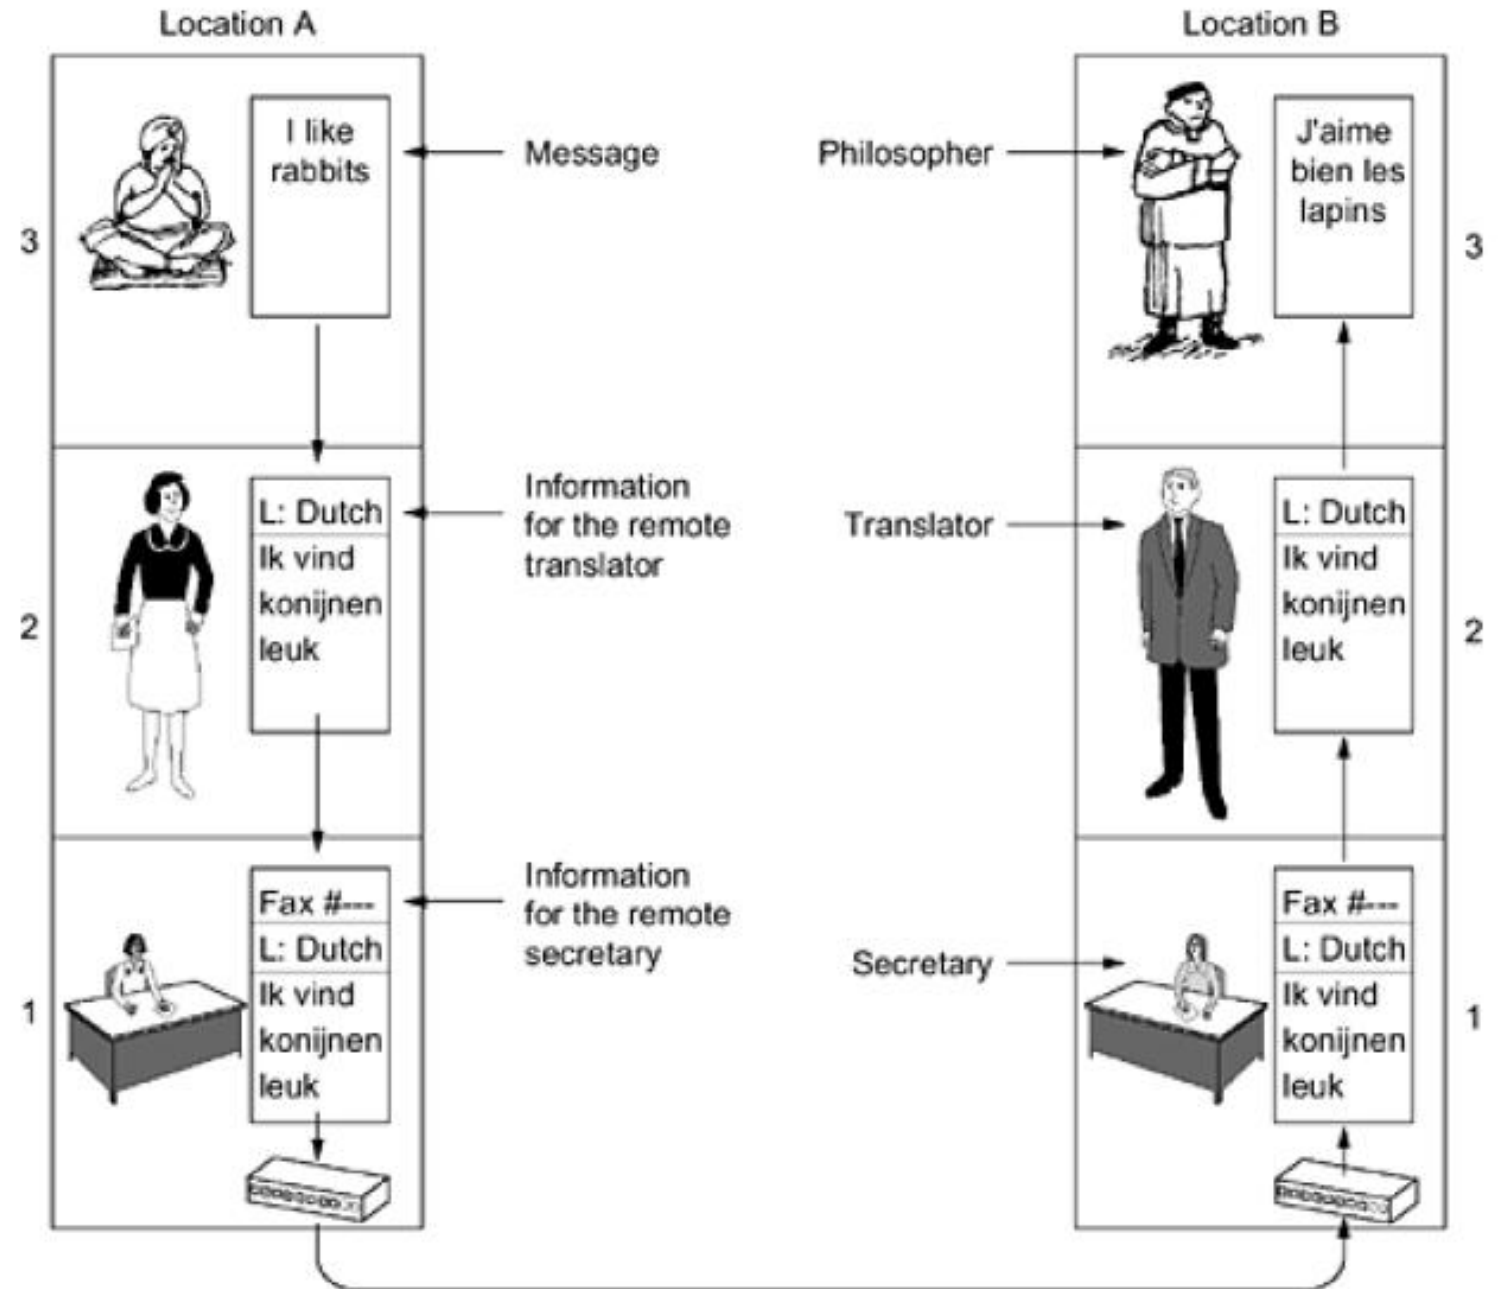 Location A
Location B
I like
rabbits
Message
Philosopher
J'aime
bien les
lapins
3
3
L: Dutch
Ik vind
konijnen
leuk
Information
for the remote
translator
Translator
L: Dutch
Ik vind
konijnen
leuk
2
2
Fax #---
L: Dutch
Ik vind
konijnen
leuk
Information
for the remote
secretary
Secretary
Fax #---
L: Dutch
Ik vind
konijnen
leuk
1
1